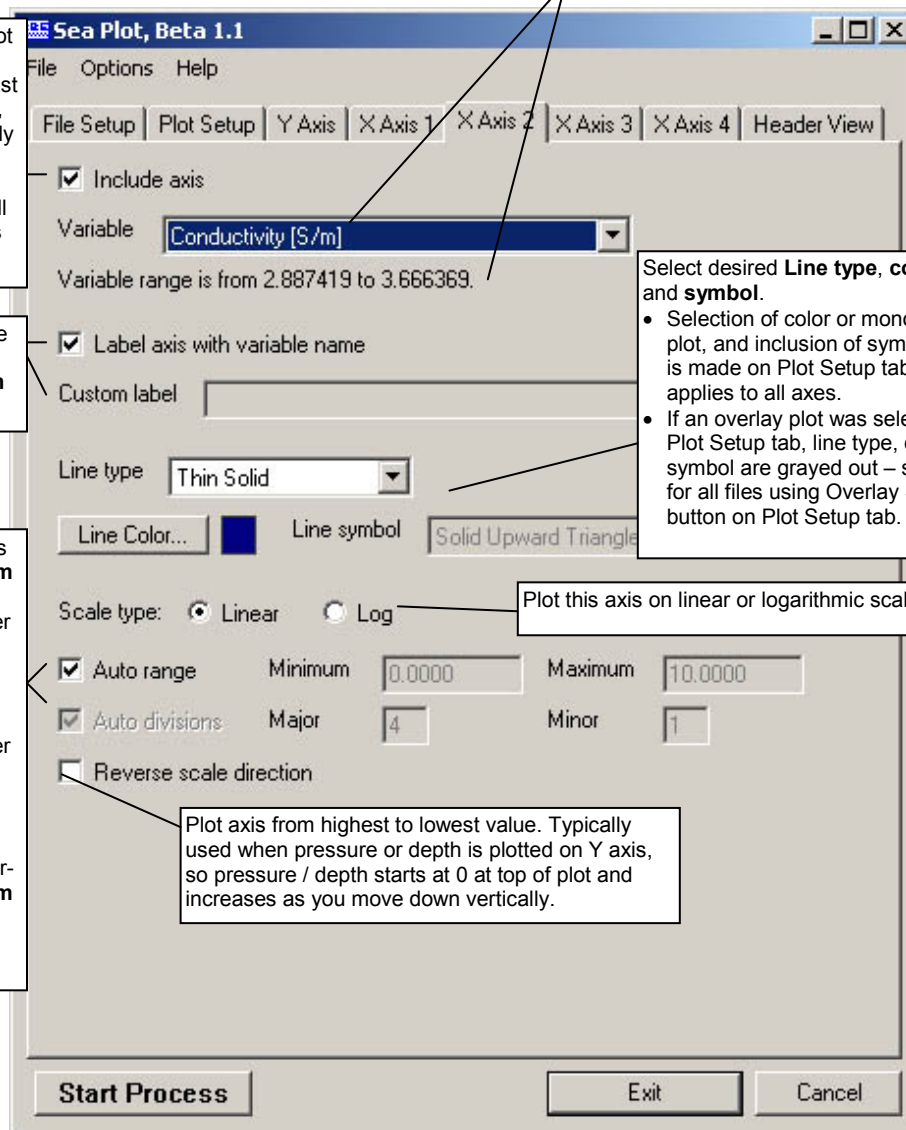 Sea Plot, Beta 1.1
File Options Help
File Setup Plot Setup Y Axis X Axis 1 X Axis 2 X Axis 3 X Axis 4 Header View
Include axis
Variable Conductivity [S/m]
Variable range is from 2.887419 to 3.666369.
Label axis with variable name
Custom label
Line type Thin Solid
Line Color... Line symbol Solid Upward Triangle
Scale type: Linear Log
Auto range Minimum 0.0000 Maximum 10.0000
Auto divisions Major 4 Minor 1
Reverse scale direction
Select desired Line type,
and symbol.
• Selection of color or
plot, and inclusion of
is made on Plot Setup tab
applies to all axes.
• If an overlay plot was
Plot Setup tab, line type,
symbol are grayed out –
for all files using Overlay
button on Plot Setup tab.
Plot this axis on linear or logarithmic
Plot axis from highest to lowest value. Typically
used when pressure or depth is plotted on Y axis,
so pressure / depth starts at 0 at top of plot and
increases as you move down vertically.
Start Process Exit Cancel